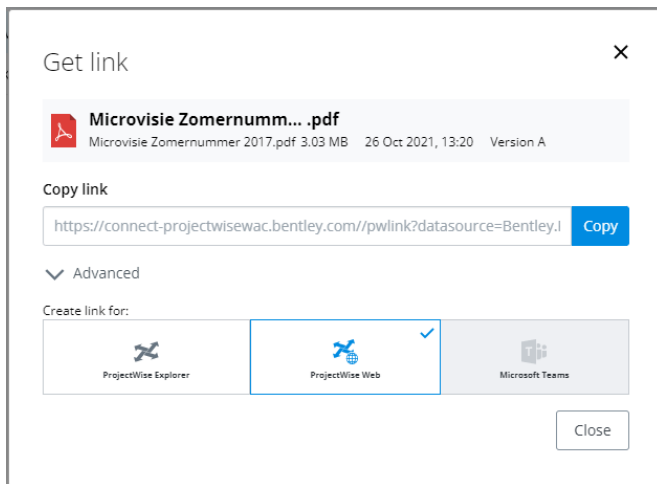 Get link
Microvisie Zomernumm... .pdf
Microvisie Zomernummer 2017.pdf 3.03 MB 26 Oct 2021, 13:20 Version A
Copy link
https://connect-projectwisewac.bentley.com//pwlink?datasource=Bentley.I
Copy
Advanced
Create link for:
ProjectWise Explorer
ProjectWise Web
Microsoft Teams
Close